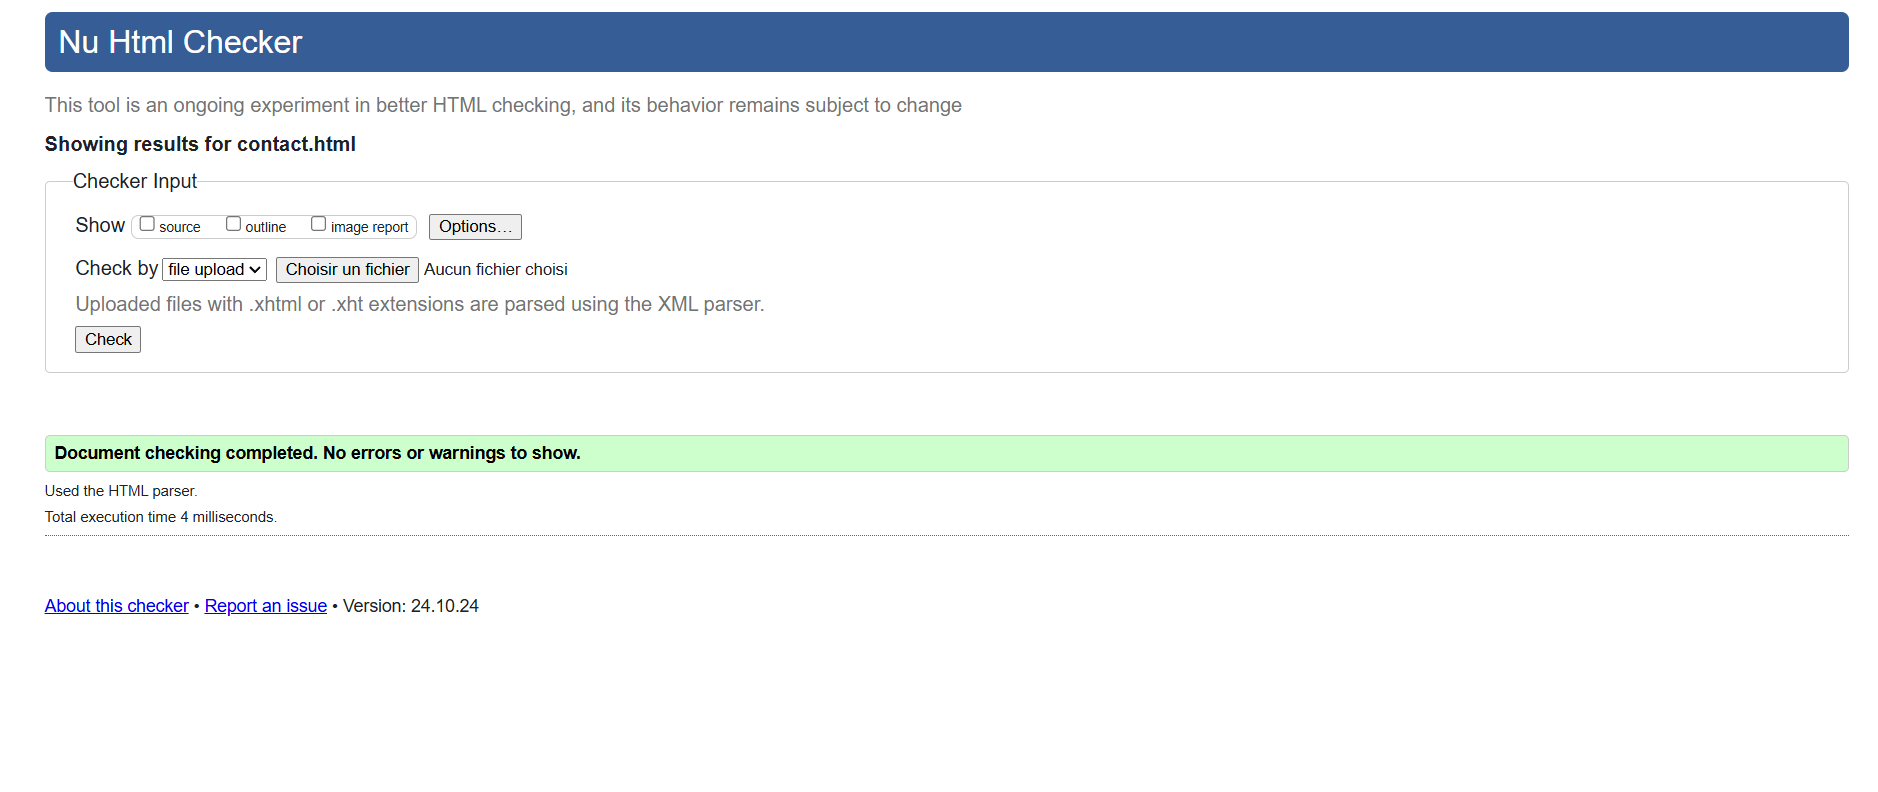 Nu Html Checker
This tool is an ongoing experiment in better HTML checking, and its behavior remains subject to change
Showing results for contact.html
Checker Input
Show source outline image report Options…
Check by file upload Choisir un fichier Aucun fichier choisi
Uploaded files with .xhtml or .xht extensions are parsed using the XML parser.
Check
Document checking completed. No errors or warnings to show.
Used the HTML parser.
Total execution time 4 milliseconds.
About this checker • Report an issue • Version: 24.10.24